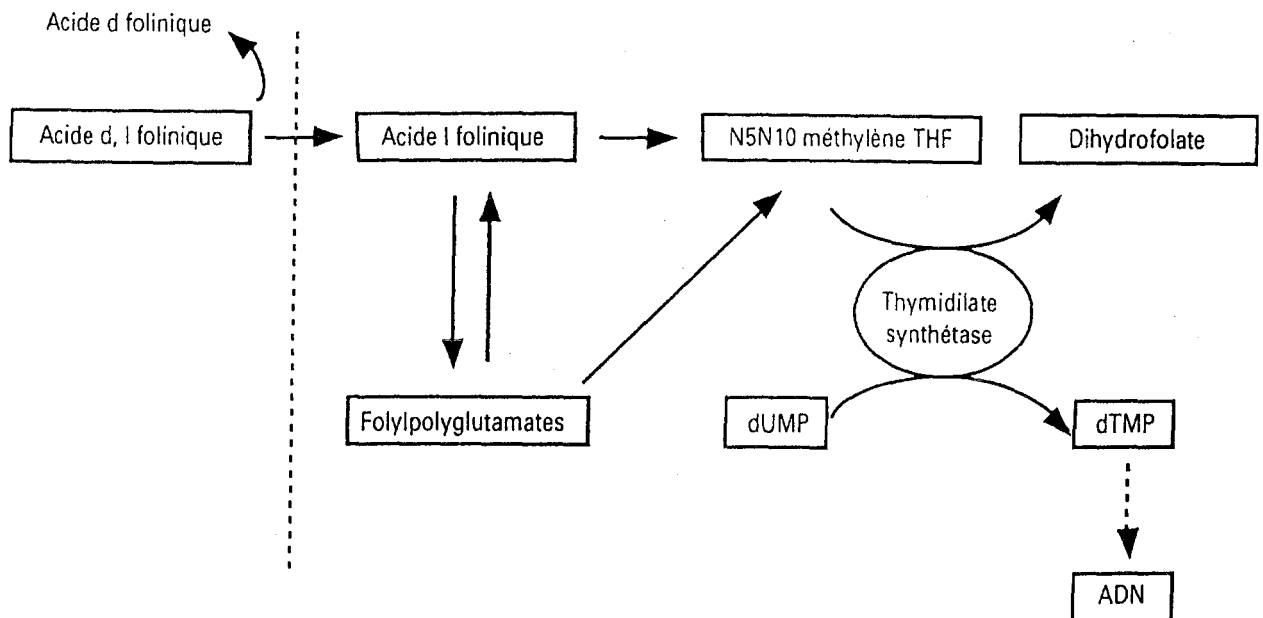 Acide d folinique
Acide d, l folinique
Acide l folinique
N5N10 méthylène THF
Dihydrofolate
Thymidilate
synthétase
Folylpolyglutamates
dUMP
dTMP
ADN